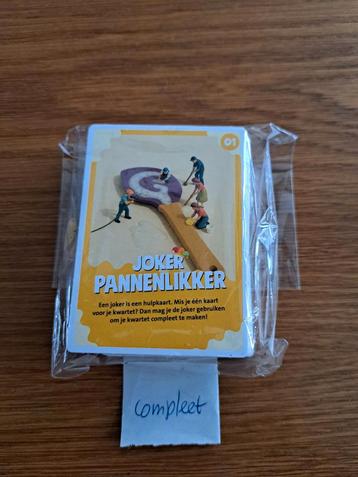 01
JOKER
PANNENLIKKER
Een joker is een hulpkaart. Mis je één kaart
voor je kwartet? Dan mag je de joker gebruiken
om je kwartet compleet te maken!
compleet